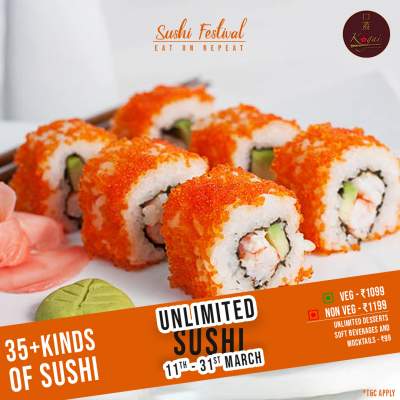 Sushi Festival
EAT ON REPEAT
Kogai
35+KINDS
OF SUSHI
UNLIMITED
SUSHI
11TH - 31ST MARCH
VEG - ₹1099
NON VEG - ₹1199
UNLIMITED DESSERTS
SOFT BEVERAGES AND
MOCKTAILS - ₹99
*T&C APPLY